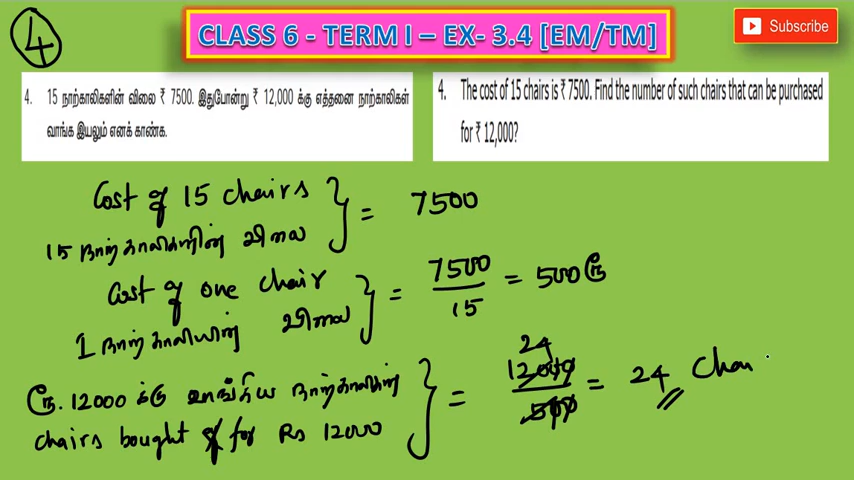 4
CLASS 6 - TERM I – EX- 3.4 [EM/TM]
Subscribe
4. 15 நாற்காலிகளின் விலை ₹ 7500. இதுபோன்று ₹ 12,000 க்கு எத்தனை நாற்காலிகள்
வாங்க இயலும் எனக் காண்க.
4. The cost of 15 chairs is ₹ 7500. Find the number of such chairs that can be purchased
for ₹ 12,000?
Cost of 15 chairs
15 நாற்காலிகளின் விலை
} = 7500
Cost of one chair
1 நாற்காலியின் விலை
} = 7500/15 = 500 ரூ
ரூ. 12000 க்கு வாங்கிய நாற்காலிகள்
chairs bought for Rs 12000
} = 24 12000/500 = 24 Chai